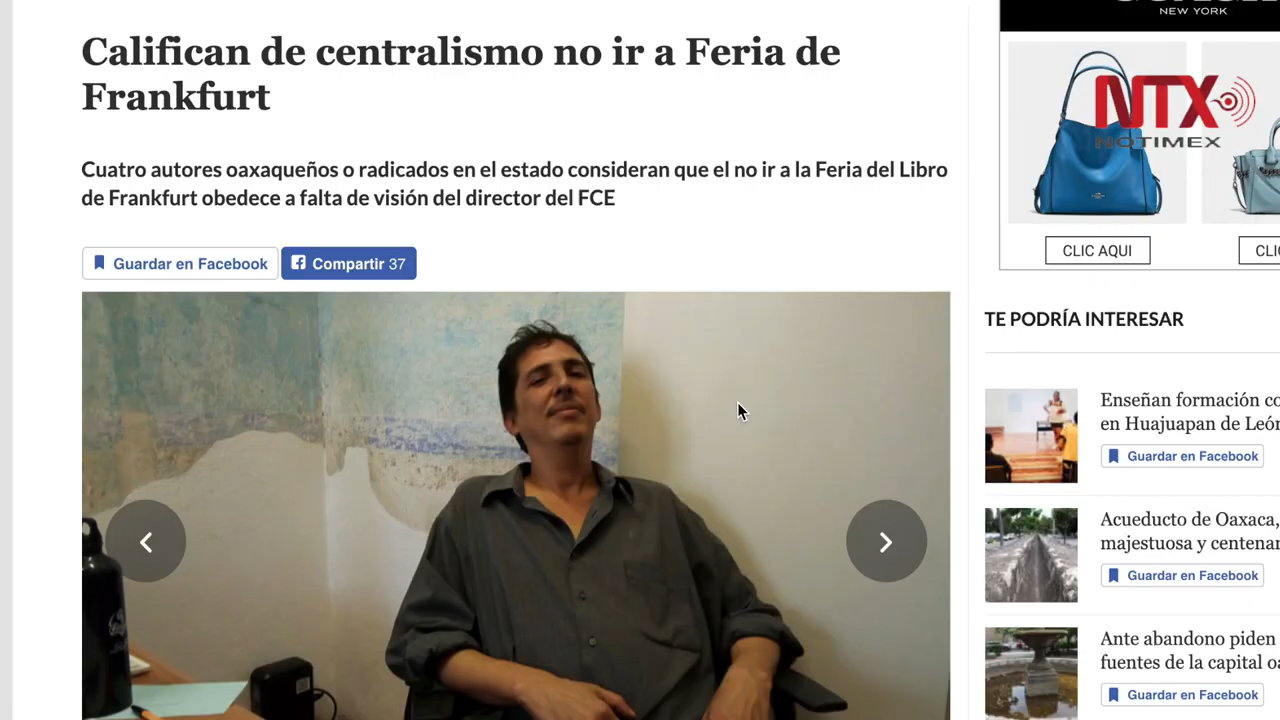 Califican de centralismo no ir a Feria de
Frankfurt
Cuatro autores oaxaqueños o radicados en el estado consideran que el no ir a la Feria del Libro
de Frankfurt obedece a falta de visión del director del FCE
Guardar en Facebook
Compartir 37
NEW YORK
NTX
NOTIMEX
CLIC AQUI
TE PODRÍA INTERESAR
Enseñan formación
en Huajuapan de León
Guardar en Facebook
Acueducto de Oaxaca,
majestuosa y
Guardar en Facebook
Ante abandono piden
fuentes de la capital
Guardar en Facebook